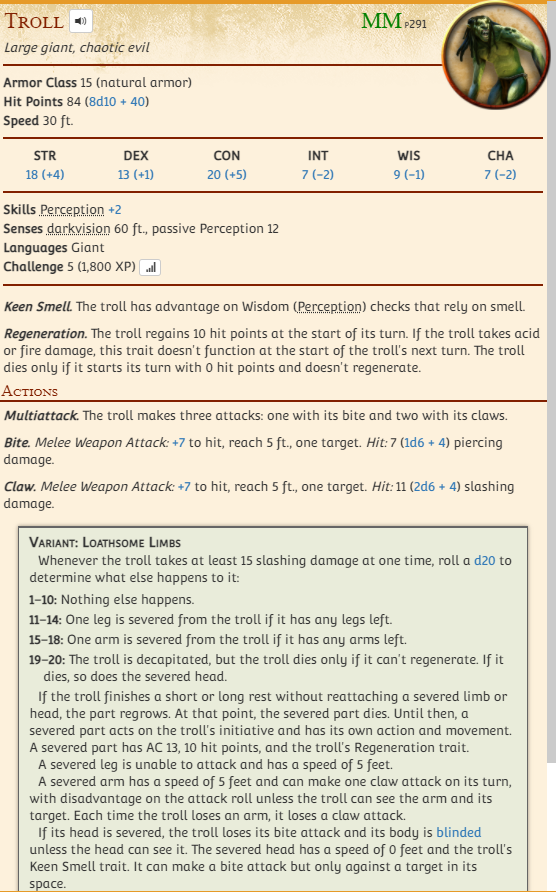 Troll MM p291
Large giant, chaotic evil
Armor Class 15 (natural armor)
Hit Points 84 (8d10 + 40)
Speed 30 ft.
STR DEX CON INT WIS CHA
18 (+4) 13 (+1) 20 (+5) 7 (−2) 9 (−1) 7 (−2)
Skills Perception +2
Senses darkvision 60 ft., passive Perception 12
Languages Giant
Challenge 5 (1,800 XP)
Keen Smell. The troll has advantage on Wisdom (Perception) checks that rely on smell.
Regeneration. The troll regains 10 hit points at the start of its turn. If the troll takes acid
or fire damage, this trait doesn't function at the start of the troll's next turn. The troll
dies only if it starts its turn with 0 hit points and doesn't regenerate.
Actions
Multiattack. The troll makes three attacks: one with its bite and two with its claws.
Bite. Melee Weapon Attack: +7 to hit, reach 5 ft., one target. Hit: 7 (1d6 + 4) piercing
damage.
Claw. Melee Weapon Attack: +7 to hit, reach 5 ft., one target. Hit: 11 (2d6 + 4) slashing
damage.
Variant: Loathsome Limbs
Whenever the troll takes at least 15 slashing damage at one time, roll a d20 to
determine what else happens to it:
1–10: Nothing else happens.
11–14: One leg is severed from the troll if it has any legs left.
15–18: One arm is severed from the troll if it has any arms left.
19–20: The troll is decapitated, but the troll dies only if it can't regenerate. If it
dies, so does the severed head.
If the troll finishes a short or long rest without reattaching a severed limb or
head, the part regrows. At that point, the severed part dies. Until then, a
severed part acts on the troll's initiative and has its own action and movement.
A severed part has AC 13, 10 hit points, and the troll's Regeneration trait.
A severed leg is unable to attack and has a speed of 5 feet.
A severed arm has a speed of 5 feet and can make one claw attack on its turn,
with disadvantage on the attack roll unless the troll can see the arm and its
target. Each time the troll loses an arm, it loses a claw attack.
If its head is severed, the troll loses its bite attack and its body is blinded
unless the head can see it. The severed head has a speed of 0 feet and the troll's
Keen Smell trait. It can make a bite attack but only against a target in its
space.